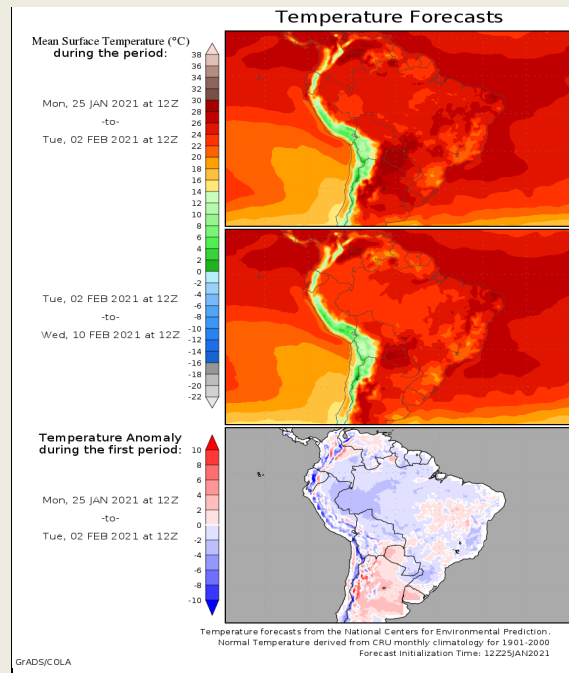 Temperature Forecasts
Mean Surface Temperature (°C)
during the period:
Mon, 25 JAN 2021 at 12Z
-to-
Tue, 02 FEB 2021 at 12Z
38
36
34
32
30
28
26
24
22
20
18
16
14
12
10
8
6
4
2
0
-2
-4
-6
-8
-10
-12
-14
-16
-18
-20
-22
Tue, 02 FEB 2021 at 12Z
-to-
Wed, 10 FEB 2021 at 12Z
Temperature Anomaly
during the first period:
Mon, 25 JAN 2021 at 12Z
-to-
Tue, 02 FEB 2021 at 12Z
10
8
6
4
2
0
-2
-4
-6
-8
-10
Temperature forecasts from the National Centers for Environmental Prediction.
Normal Temperature derived from CRU monthly climatology for 1901-2000
Forecast Initialization Time: 12Z25JAN2021
GrADS/COLA